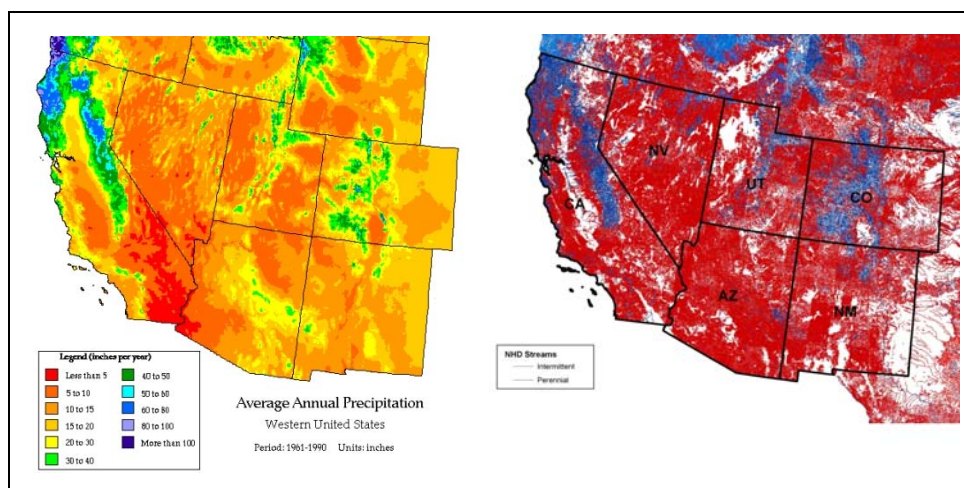 Legend (inches per year)
Less than 5
5 to 10
10 to 15
15 to 20
20 to 30
30 to 40
40 to 50
50 to 60
60 to 80
80 to 100
More than 100
Average Annual Precipitation
Western United States
Period: 1961-1990 Units: inches
NV
UT
CO
CA
AZ
NM
NHD Streams
Intermittent
Perennial